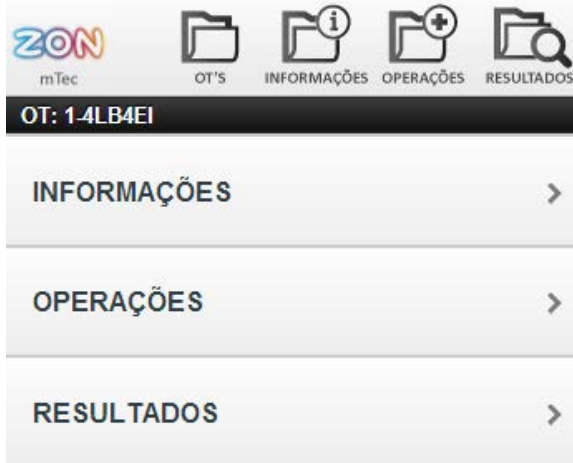 ZON
mTec
OT'S
INFORMAÇÕES
OPERAÇÕES
RESULTADOS
OT: 1-4LB4EI
INFORMAÇÕES
OPERAÇÕES
RESULTADOS